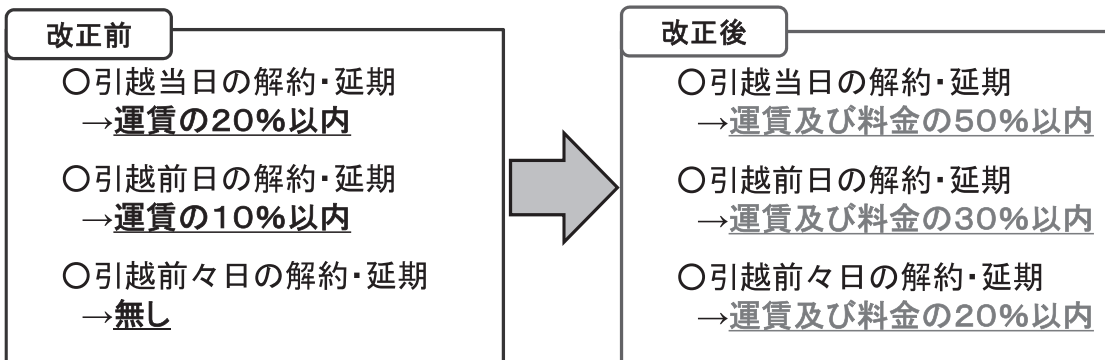 改正前
○引越当日の解約・延期
→運賃の20%以内
○引越前日の解約・延期
→運賃の10%以内
○引越前々日の解約・延期
→無し
改正後
○引越当日の解約・延期
→運賃及び料金の50%以内
○引越前日の解約・延期
→運賃及び料金の30%以内
○引越前々日の解約・延期
→運賃及び料金の20%以内